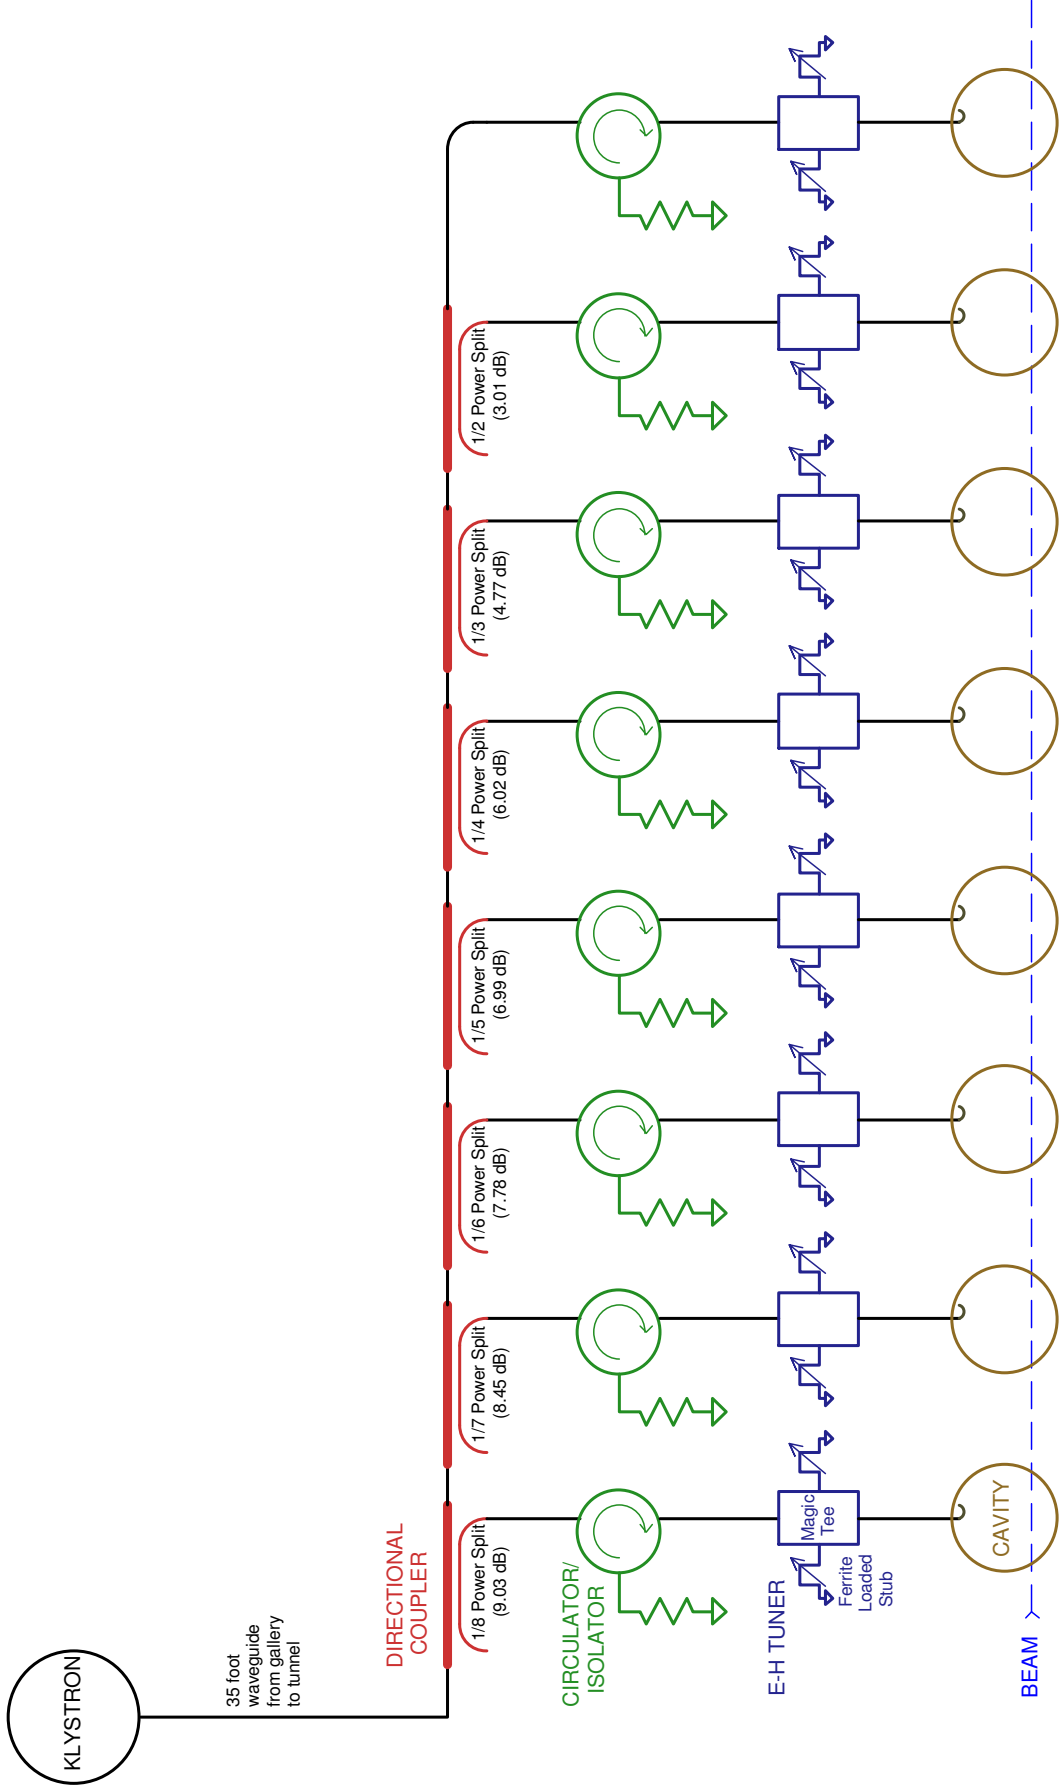 KLYSTRON
35 foot
waveguide
from gallery
to tunnel
DIRECTIONAL
COUPLER
1/8 Power Split
(9.03 dB)
1/7 Power Split
(8.45 dB)
1/6 Power Split
(7.78 dB)
1/5 Power Split
(6.99 dB)
1/4 Power Split
(6.02 dB)
1/3 Power Split
(4.77 dB)
1/2 Power Split
(3.01 dB)
CIRCULATOR/
ISOLATOR
E-H TUNER
Magic
Tee
Ferrite
Loaded
Stub
CAVITY
BEAM